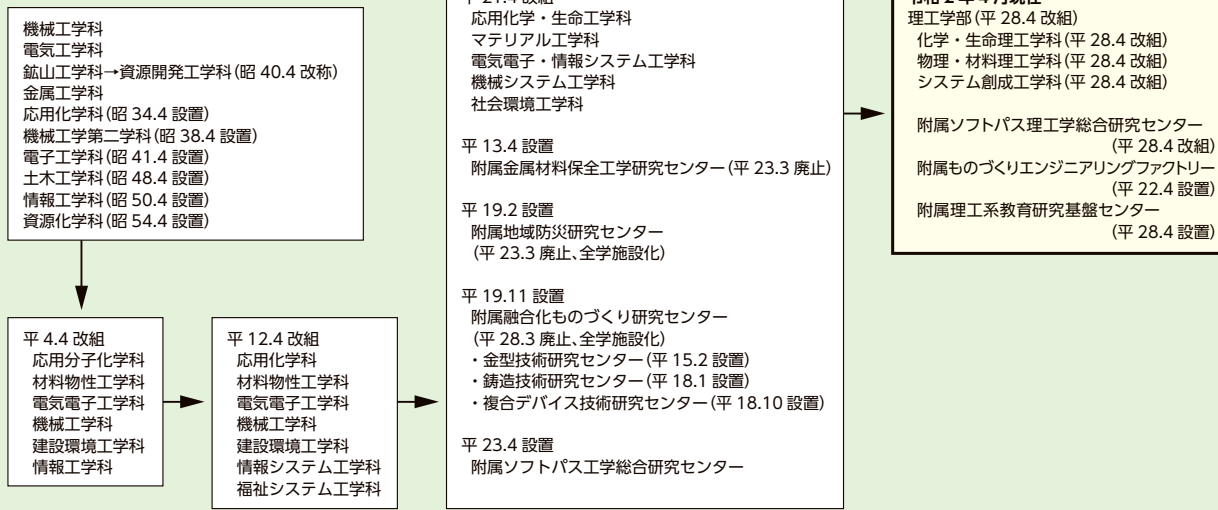 機械工学科
電気工学科
鉱山工学科→資源開発工学科(昭 40.4 改称)
金属工学科
応用化学科(昭 34.4 設置)
機械工学第二学科(昭 38.4 設置)
電子工学科(昭 41.4 設置)
土木工学科(昭 48.4 設置)
情報工学科(昭 50.4 設置)
資源化学科(昭 54.4 設置)
平 4.4 改組
応用分子化学科
材料物性工学科
電気電子工学科
機械工学科
建設環境工学科
情報工学科
平 12.4 改組
応用化学科
材料物性工学科
電気電子工学科
機械工学科
建設環境工学科
情報システム工学科
福祉システム工学科
平 21.4 改組
応用化学・生命工学科
マテリアル工学科
電気電子・情報システム工学科
機械システム工学科
社会環境工学科
平 13.4 設置
附属金属材料保全工学研究センター(平 23.3 廃止)
平 19.2 設置
附属地域防災研究センター
(平 23.3 廃止、全学施設化)
平 19.11 設置
附属融合化ものづくり研究センター
(平 28.3 廃止、全学施設化)
・金型技術研究センター(平 15.2 設置)
・鋳造技術研究センター(平 18.1 設置)
・複合デバイス技術研究センター(平 18.10 設置)
平 23.4 設置
附属ソフトパス工学総合研究センター
令和 2 年 4 月現在
理工学部(平 28.4 改組)
化学・生命理工学科(平 28.4 改組)
物理・材料理工学科(平 28.4 改組)
システム創成工学科(平 28.4 改組)
附属ソフトパス理工学総合研究センター
(平 28.4 改組)
附属ものづくりエンジニアリングファクトリー
(平 22.4 設置)
附属理工系教育研究基盤センター
(平 28.4 設置)